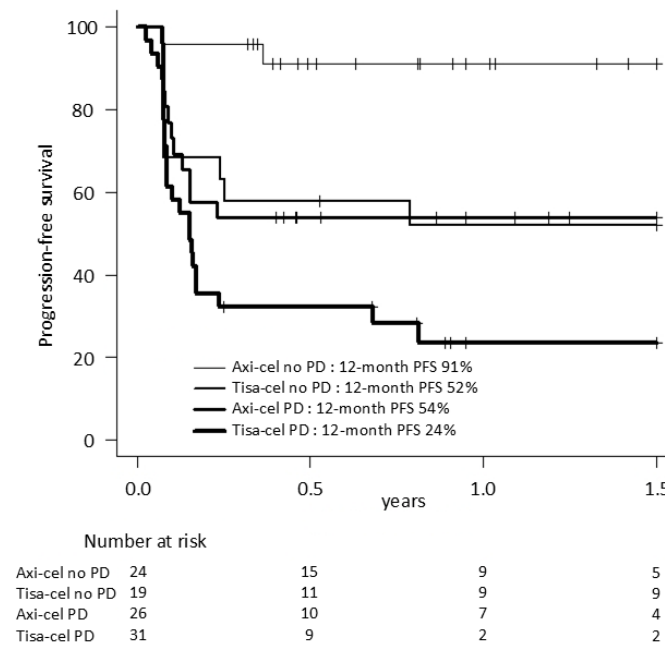 Progression-free survival
100
80
60
40
20
0
Axi-cel no PD : 12-month PFS 91%
Tisa-cel no PD : 12-month PFS 52%
Axi-cel PD : 12-month PFS 54%
Tisa-cel PD : 12-month PFS 24%
0.0 0.5 1.0 1.5
years
Number at risk
Axi-cel no PD 24 15 9 5
Tisa-cel no PD 19 11 9 9
Axi-cel PD 26 10 7 4
Tisa-cel PD 31 9 2 2